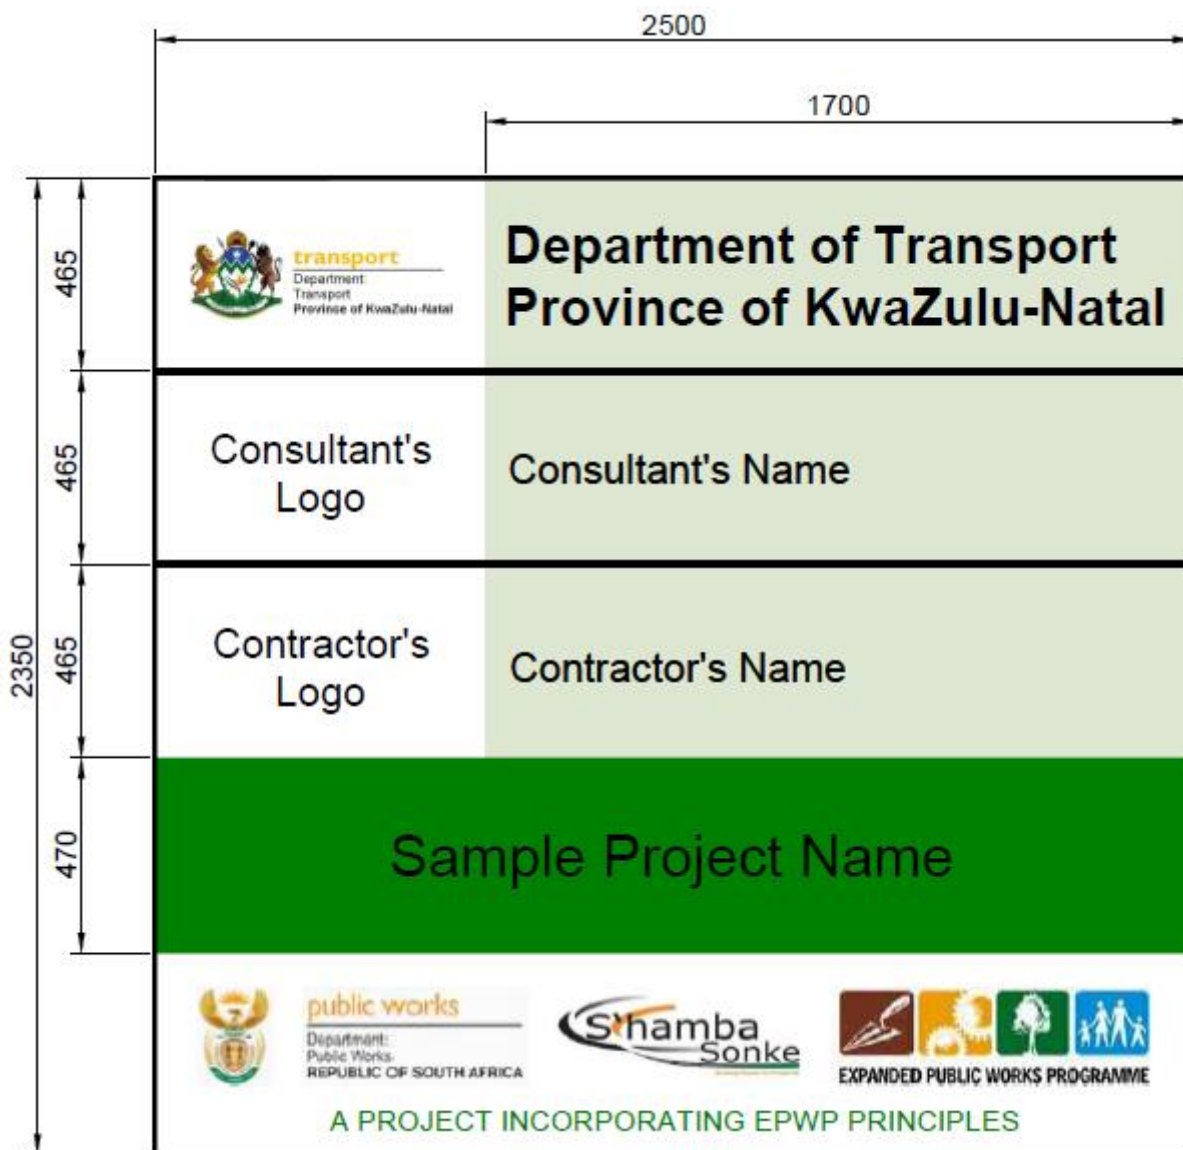 2500
1700
465
transport
Department:
Transport
Province of KwaZulu-Natal
Department of Transport
Province of KwaZulu-Natal
465
Consultant's
Logo
Consultant's Name
2350
465
Contractor's
Logo
Contractor's Name
470
Sample Project Name
public works
Department:
Public Works
REPUBLIC OF SOUTH AFRICA
S'hamba
Sonke
EXPANDED PUBLIC WORKS PROGRAMME
A PROJECT INCORPORATING EPWP PRINCIPLES